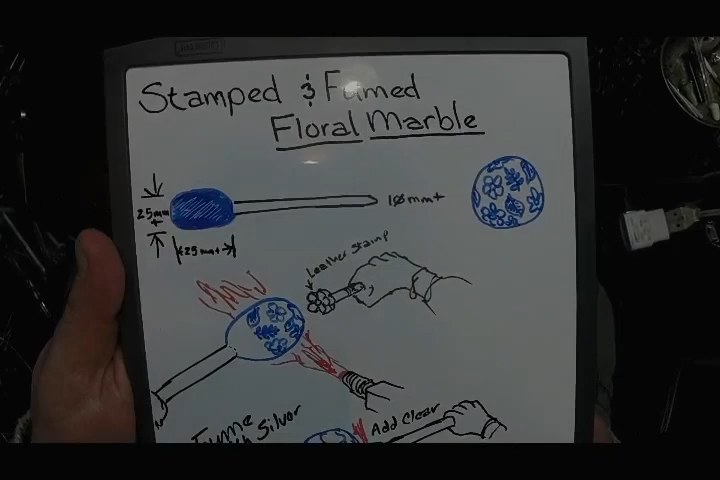 Stamped & Fumed
Floral Marble
25mm
+
10mm+
←25mm+→
Leather Stamp
Fume
Silver
Add Clear